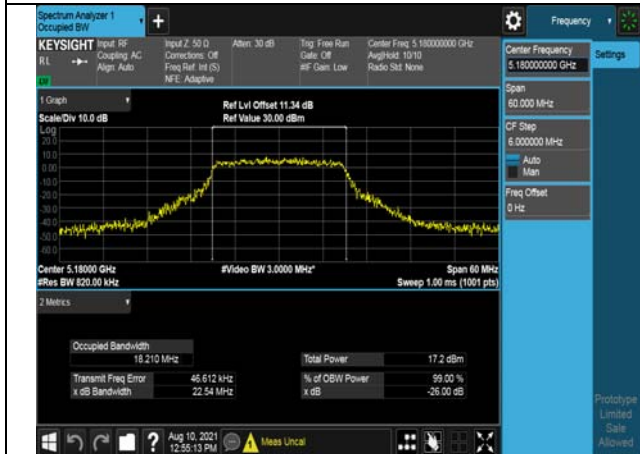 Spectrum Analyzer 1
Occupied BW
Frequency
KEYSIGHT
RL
Input: RF
Coupling: AC
Align: Auto
Input Z: 50 Ω
Corrections: Off
Freq Ref: Int (S)
NFE: Adaptive
Atten: 30 dB
Trig: Free Run
Gate: Off
#IF Gain: Low
Center Freq: 5.180000000 GHz
Avg|Hold: 10/10
Radio Std: None
Center Frequency
5.180000000 GHz
Settings
Span
60.000 MHz
CF Step
6.000000 MHz
Auto
Man
Freq Offset
0 Hz
1 Graph
Scale/Div 10.0 dB
Ref Lvl Offset 11.34 dB
Ref Value 30.00 dBm
Log
20.0
10.0
0.00
-10.0
-20.0
-30.0
-40.0
-50.0
-60.0
Center 5.18000 GHz
#Res BW 820.00 kHz
#Video BW 3.0000 MHz*
Span 60 MHz
Sweep 1.00 ms (1001 pts)
2 Metrics
Occupied Bandwidth
18.210 MHz
Total Power 17.2 dBm
Transmit Freq Error 46.612 kHz
% of OBW Power 99.00 %
x dB Bandwidth 22.54 MHz
x dB -26.00 dB
Prototype
Limited
Sale
Allowed
Aug 10, 2021
12:55:13 PM
Meas Uncal